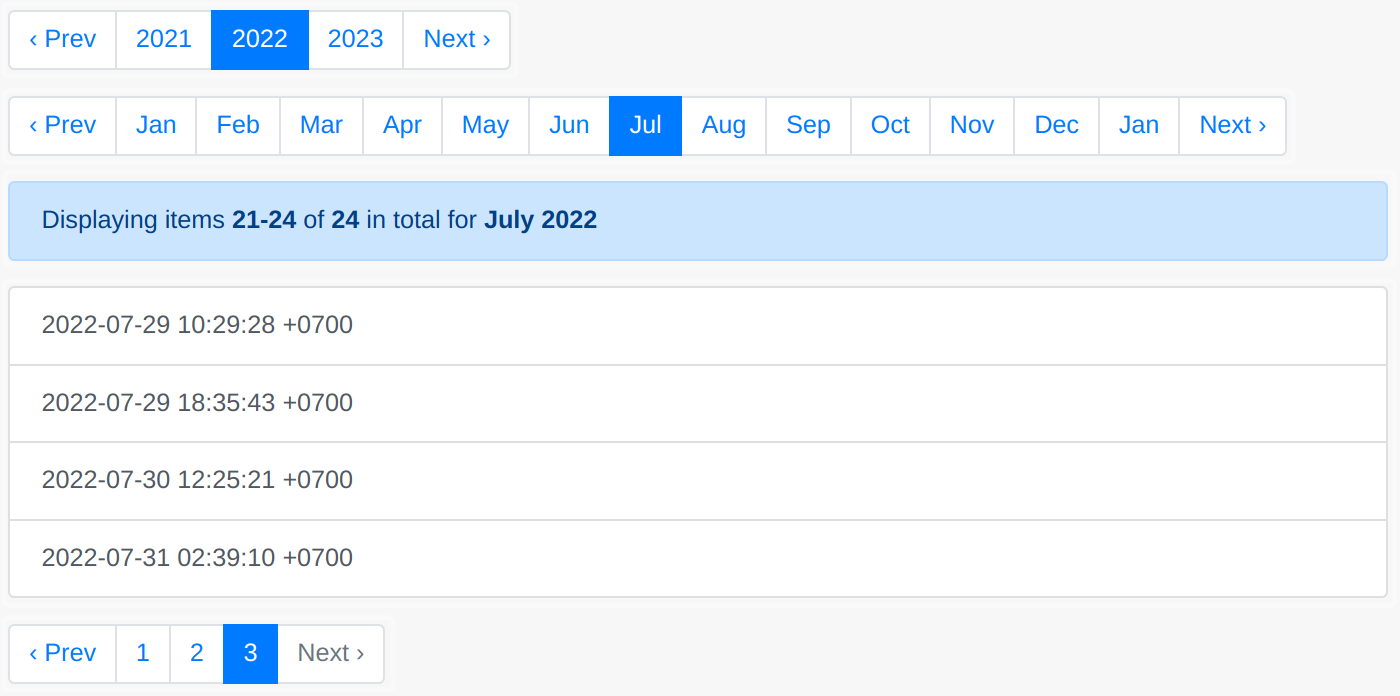 ‹ Prev 2021 2022 2023 Next ›
‹ Prev Jan Feb Mar Apr May Jun Jul Aug Sep Oct Nov Dec Jan Next ›
Displaying items 21-24 of 24 in total for July 2022
2022-07-29 10:29:28 +0700
2022-07-29 18:35:43 +0700
2022-07-30 12:25:21 +0700
2022-07-31 02:39:10 +0700
‹ Prev 1 2 3 Next ›